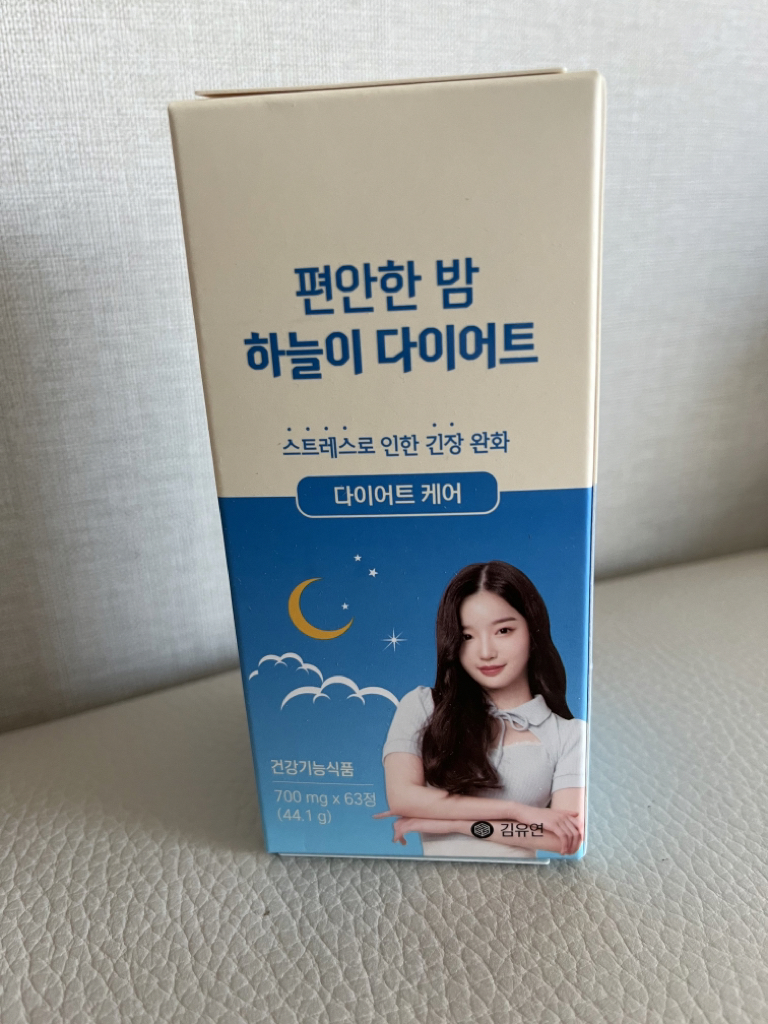 편안한 밤
하늘이 다이어트
스트레스로 인한 긴장 완화
다이어트 케어
건강기능식품
700 mg x 63정
(44.1 g)
김유연